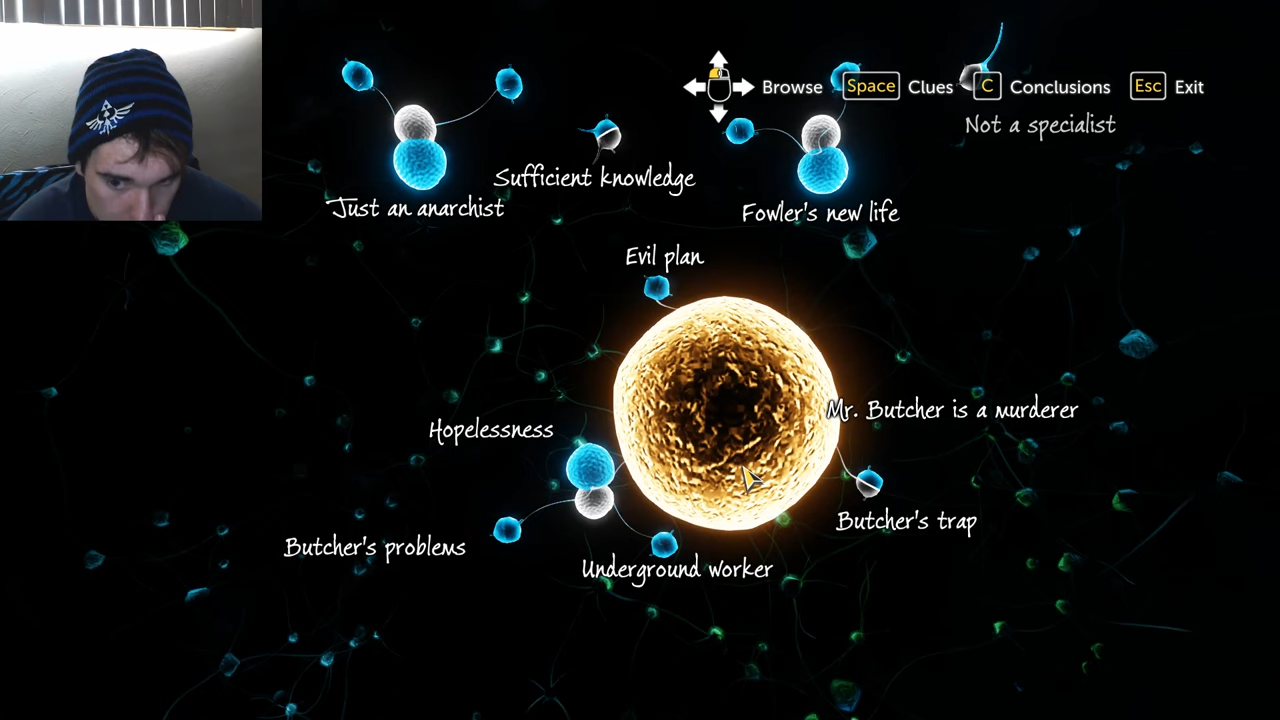 Browse Space Clues C Conclusions Esc Exit
Not a specialist
Sufficient knowledge
Just an anarchist
Fowler's new life
Evil plan
Mr. Butcher is a murderer
Hopelessness
Butcher's trap
Butcher's problems
Underground worker